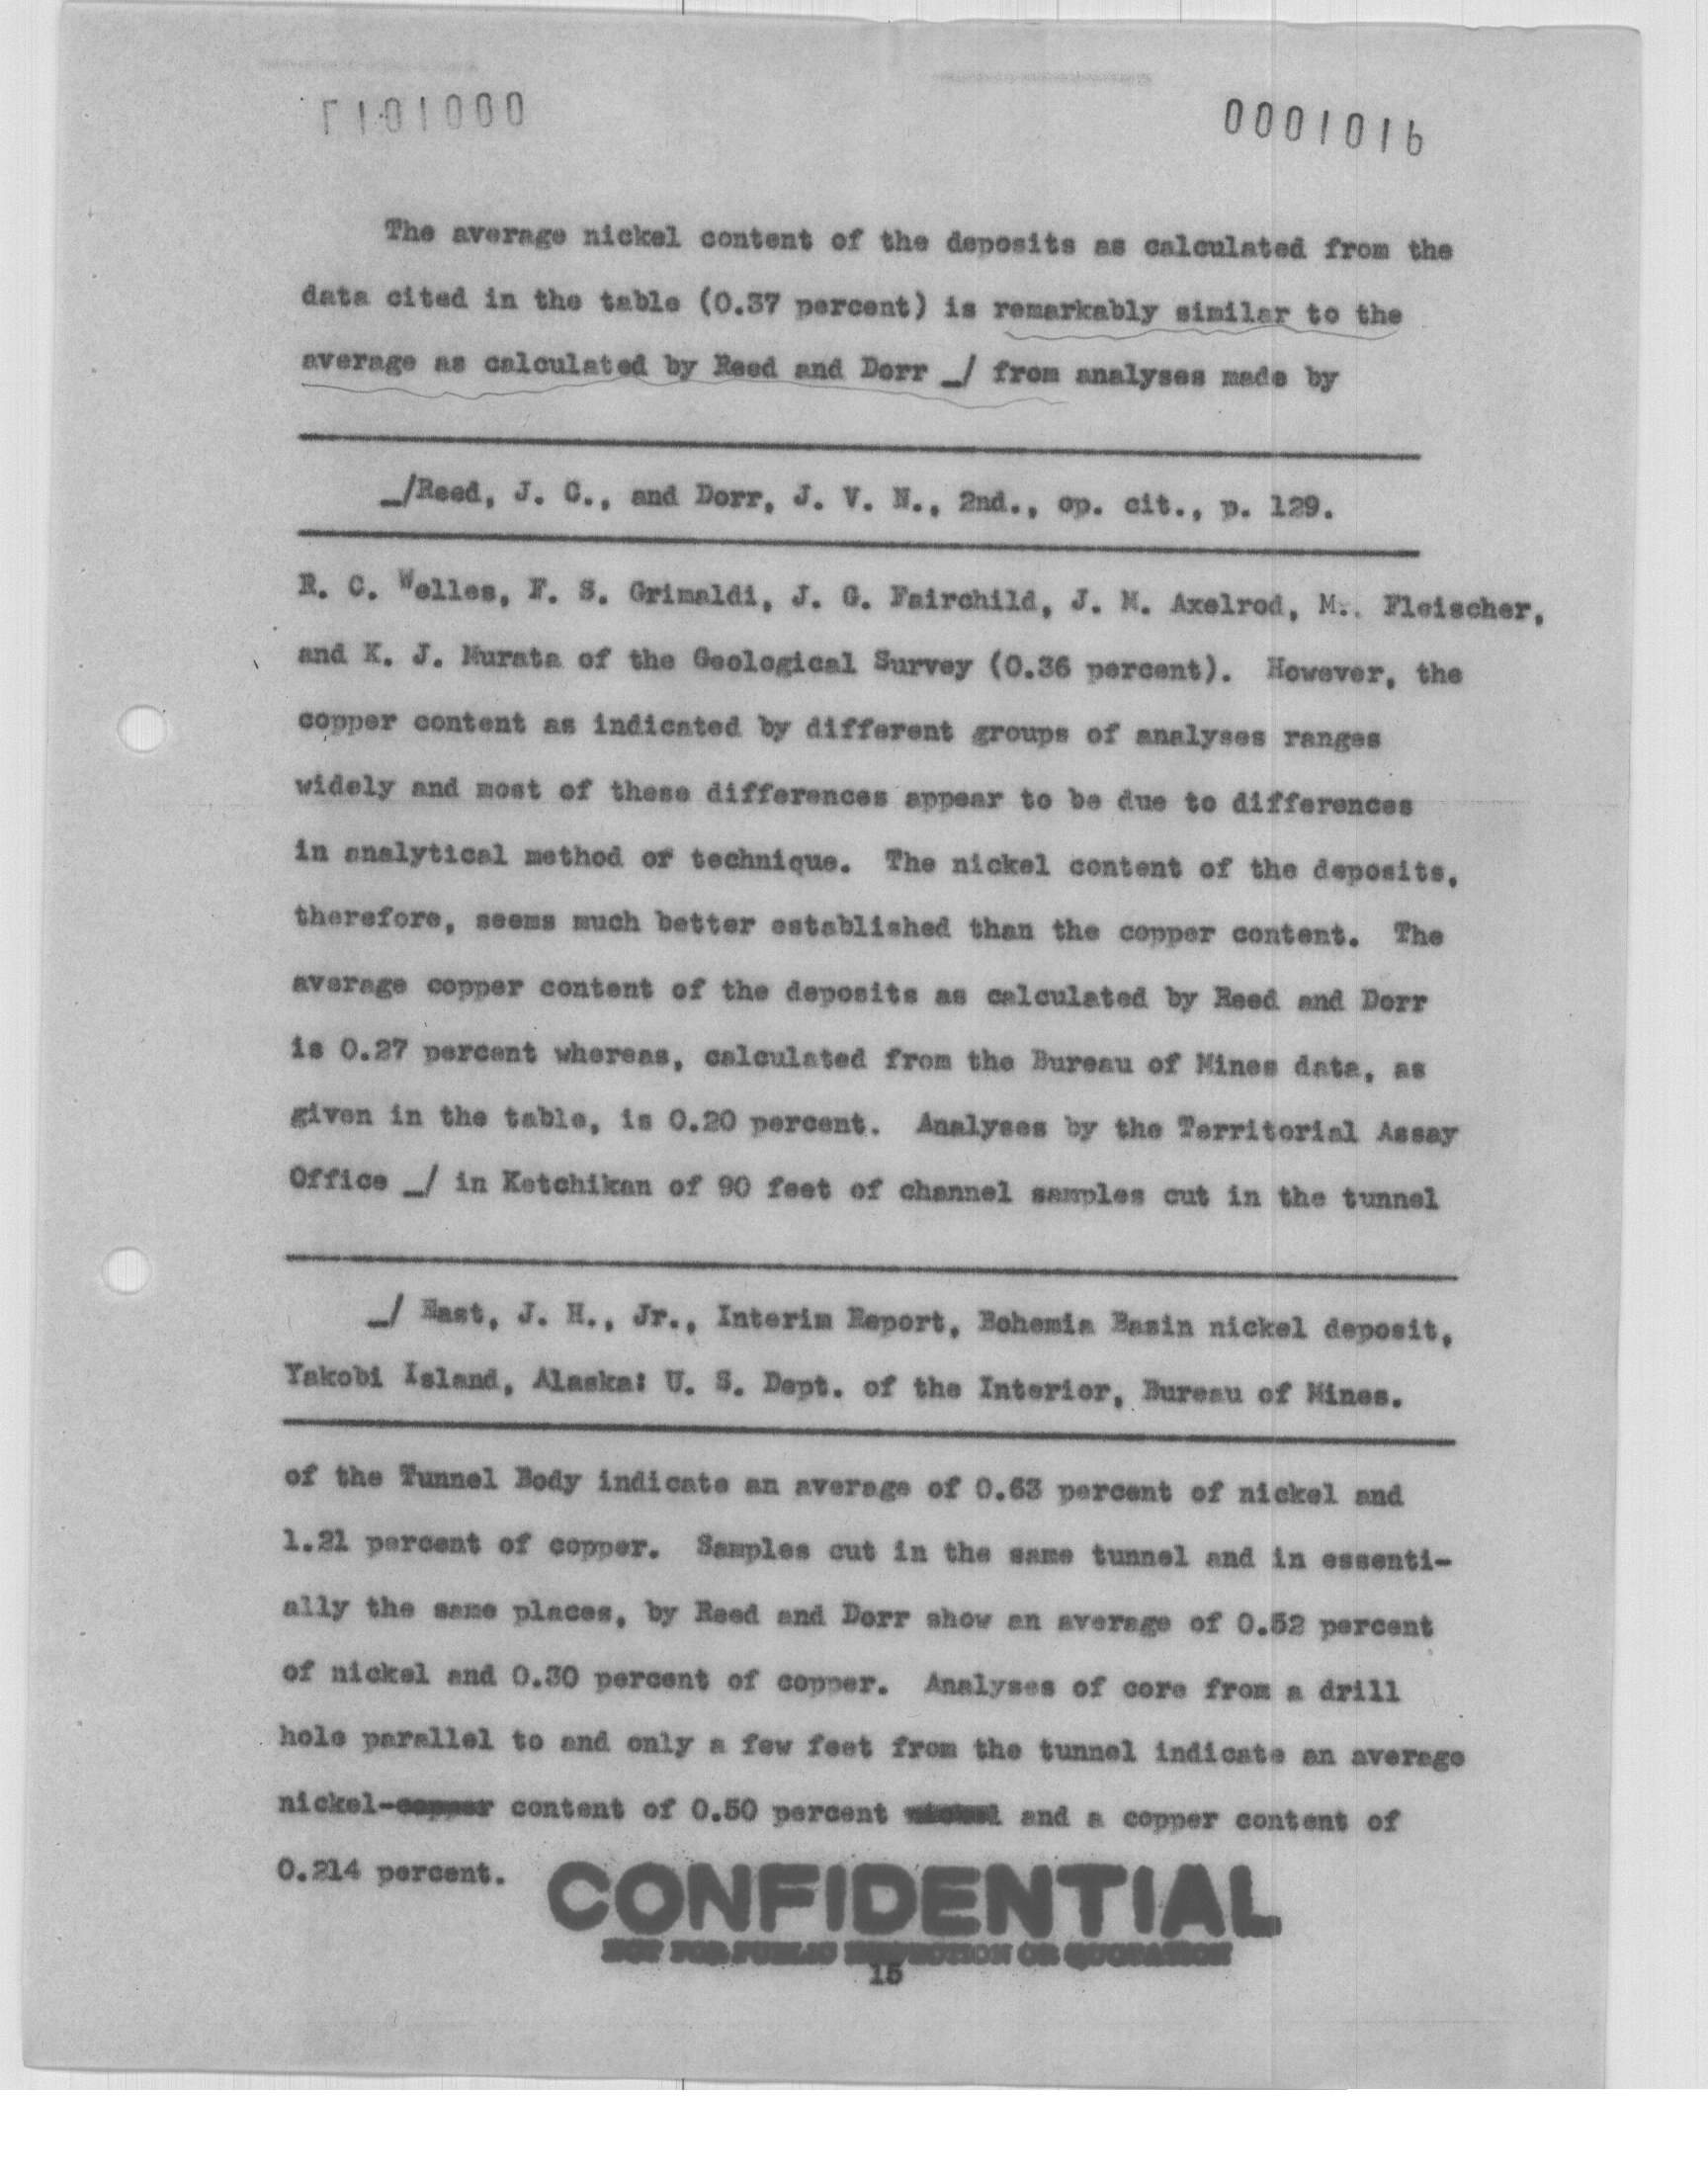 0001016
The average nickel content of the deposits as calculated from the
data cited in the table (0.37 percent) is remarkably similar to the
average as calculated by Reed and Dorr _/ from analyses made by
_/Reed, J. C., and Dorr, J. V. N., 2nd., op. cit., p. 129.
R. C. Welles, F. S. Grimaldi, J. G. Fairchild, J. M. Axelrod, M. Fleischer,
and K. J. Murata of the Geological Survey (0.36 percent). However, the
copper content as indicated by different groups of analyses ranges
widely and most of these differences appear to be due to differences
in analytical method or technique. The nickel content of the deposits,
therefore, seems much better established than the copper content. The
average copper content of the deposits as calculated by Reed and Dorr
is 0.27 percent whereas, calculated from the Bureau of Mines data, as
given in the table, is 0.20 percent. Analyses by the Territorial Assay
Office _/ in Ketchikan of 90 feet of channel samples cut in the tunnel
_/ East, J. H., Jr., Interim Report, Bohemia Basin nickel deposit,
Yakobi Island, Alaska: U. S. Dept. of the Interior, Bureau of Mines.
of the Tunnel Body indicate an average of 0.63 percent of nickel and
1.21 percent of copper. Samples cut in the same tunnel and in essenti-
ally the same places, by Reed and Dorr show an average of 0.52 percent
of nickel and 0.30 percent of copper. Analyses of core from a drill
hole parallel to and only a few feet from the tunnel indicate an average
nickel-copper content of 0.50 percent nickel and a copper content of
0.214 percent.
CONFIDENTIAL
NOT FOR PUBLIC INSPECTION OR QUOTATION
15